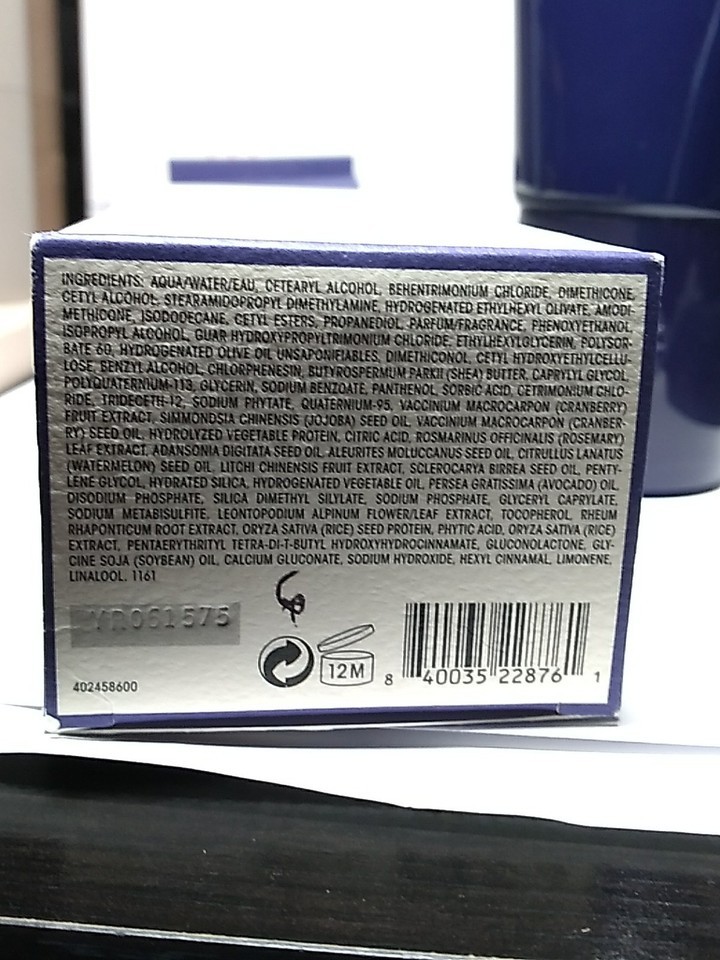 INGREDIENTS: AQUA/WATER/EAU, CETEARYL ALCOHOL, BEHENTRIMONIUM CHLORIDE, DIMETHICONE,
CETYL ALCOHOL, STEARAMIDOPROPYL DIMETHYLAMINE, HYDROGENATED ETHYLHEXYL OLIVATE, AMODI-
METHICONE, ISODODECANE, CETYL ESTERS, PROPANEDIOL, PARFUM/FRAGRANCE, PHENOXYETHANOL,
ISOPROPYL ALCOHOL, GUAR HYDROXYPROPYLTRIMONIUM CHLORIDE, ETHYLHEXYLGLYCERIN, POLYSOR-
BATE 60, HYDROGENATED OLIVE OIL UNSAPONIFIABLES, DIMETHICONOL, CETYL HYDROXYETHYLCELLU-
LOSE, BENZYL ALCOHOL, CHLORPHENESIN, BUTYROSPERMUM PARKII (SHEA) BUTTER, CAPRYLYL GLYCOL,
POLYQUATERNIUM-113, GLYCERIN, SODIUM BENZOATE, PANTHENOL, SORBIC ACID, CETRIMONIUM CHLO-
RIDE, TRIDECETH-12, SODIUM PHYTATE, QUATERNIUM-95, VACCINIUM MACROCARPON (CRANBERRY)
FRUIT EXTRACT, SIMMONDSIA CHINENSIS (JOJOBA) SEED OIL, VACCINIUM MACROCARPON (CRANBER-
RY) SEED OIL, HYDROLYZED VEGETABLE PROTEIN, CITRIC ACID, ROSMARINUS OFFICINALIS (ROSEMARY)
LEAF EXTRACT, ADANSONIA DIGITATA SEED OIL, ALEURITES MOLUCCANUS SEED OIL, CITRULLUS LANATUS
(WATERMELON) SEED OIL, LITCHI CHINENSIS FRUIT EXTRACT, SCLEROCARYA BIRREA SEED OIL, PENTY-
LENE GLYCOL, HYDRATED SILICA, HYDROGENATED VEGETABLE OIL, PERSEA GRATISSIMA (AVOCADO) OIL,
DISODIUM PHOSPHATE, SILICA DIMETHYL SILYLATE, SODIUM PHOSPHATE, GLYCERYL CAPRYLATE,
SODIUM METABISULFITE, LEONTOPODIUM ALPINUM FLOWER/LEAF EXTRACT, TOCOPHEROL, RHEUM
RHAPONTICUM ROOT EXTRACT, ORYZA SATIVA (RICE) SEED PROTEIN, PHYTIC ACID, ORYZA SATIVA (RICE)
EXTRACT, PENTAERYTHRITYL TETRA-DI-T-BUTYL HYDROXYHYDROCINNAMATE, GLUCONOLACTONE, GLY-
CINE SOJA (SOYBEAN) OIL, CALCIUM GLUCONATE, SODIUM HYDROXIDE, HEXYL CINNAMAL, LIMONENE,
LINALOOL. 1161
YR061575
12M
402458600
8 40035 22876 1